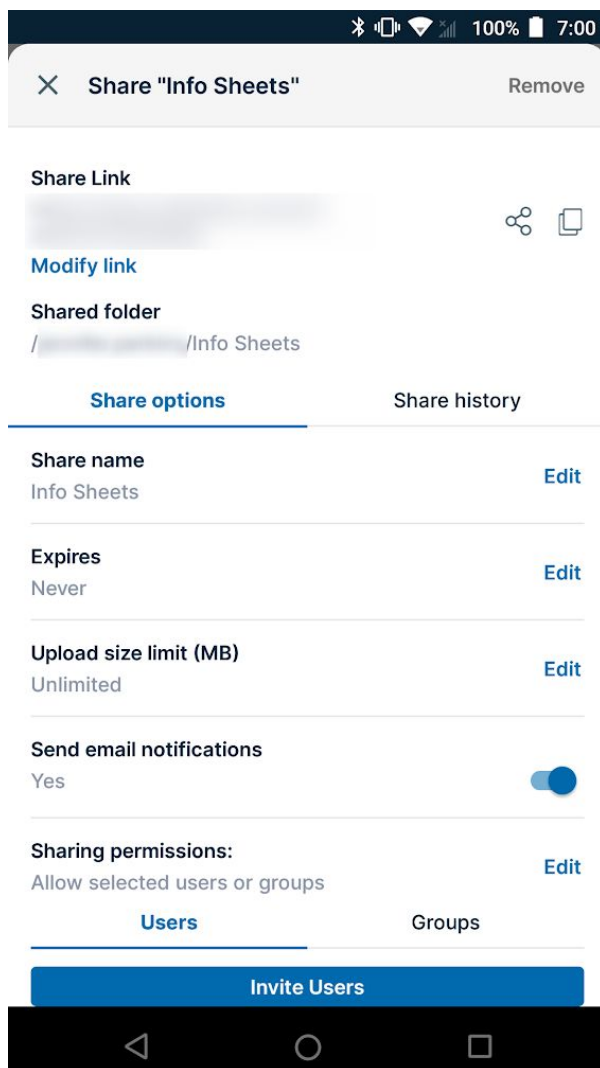 100% 7:00
Share "Info Sheets" Remove
Share Link
Modify link
Shared folder
/ /Info Sheets
Share options Share history
Share name
Info Sheets
Edit
Expires
Never
Edit
Upload size limit (MB)
Unlimited
Edit
Send email notifications
Yes
Sharing permissions:
Allow selected users or groups
Edit
Users Groups
Invite Users